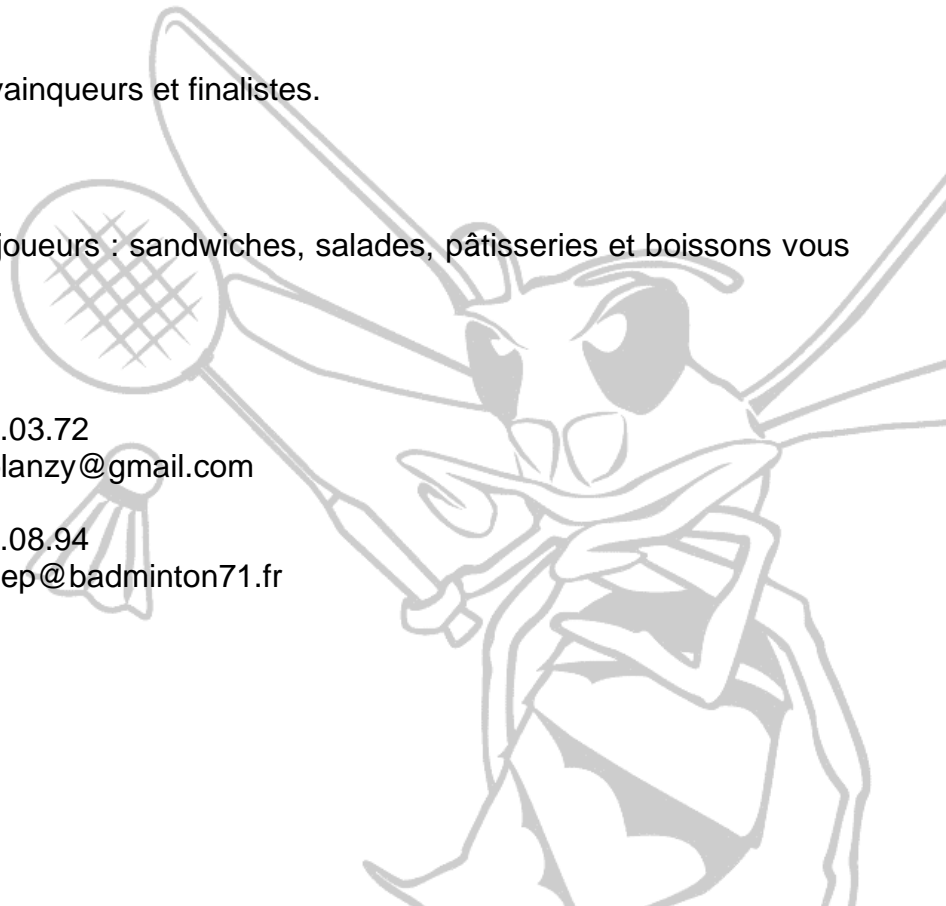 vainqueurs et finalistes.
joueurs : sandwiches, salades, pâtisseries et boissons vous
.03.72
lanzy@gmail.com
.08.94
ep@badminton71.fr